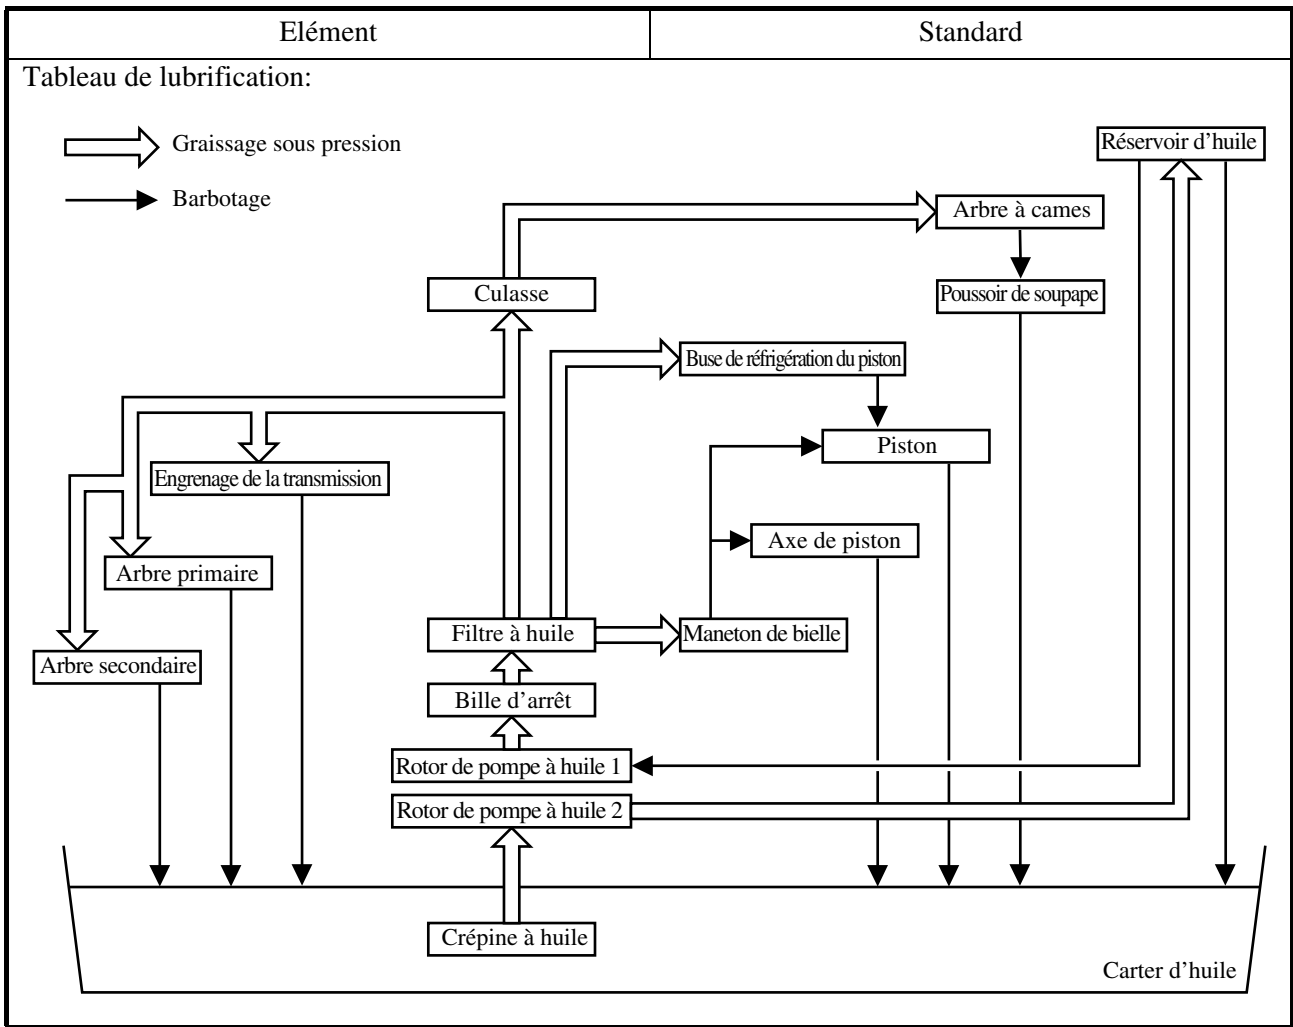 Elément
Standard
Tableau de lubrification:
Graissage sous pression
Barbotage
Réservoir d’huile
Arbre à cames
Culasse
Poussoir de soupape
Buse de réfrigération du piston
Piston
Engrenage de la transmission
Axe de piston
Arbre primaire
Filtre à huile
Maneton de bielle
Arbre secondaire
Bille d’arrêt
Rotor de pompe à huile 1
Rotor de pompe à huile 2
Crépine à huile
Carter d’huile